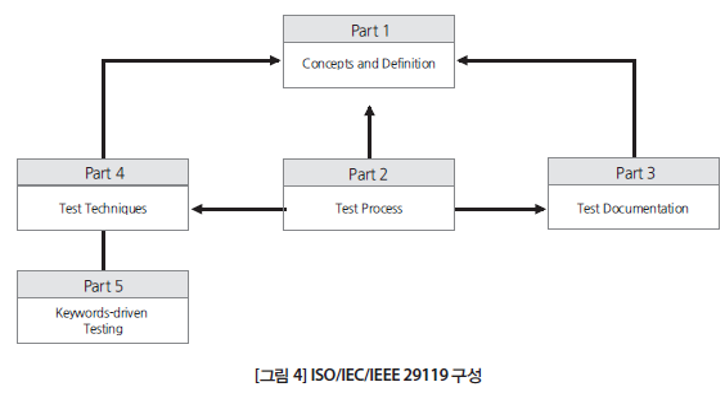 Part 1
Concepts and Definition
Part 4
Test Techniques
Part 2
Test Process
Part 3
Test Documentation
Part 5
Keywords-driven
Testing
[그림 4] ISO/IEC/IEEE 29119 구성